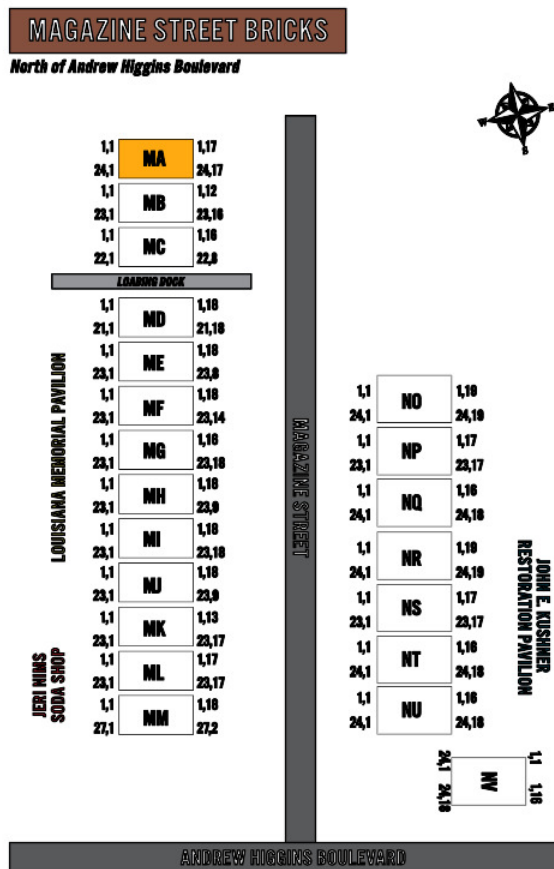 MAGAZINE STREET BRICKS
North of Andrew Higgins Boulevard
N
W E
S
1,1 MA 1,17
24,1 24,17
1,1 MB 1,12
23,1 23,16
1,1 MC 1,16
22,1 22,8
LOADING DOCK
1,1 MD 1,18
21,1 21,18
1,1 ME 1,18
23,1 23,8
1,1 MF 1,18
23,1 23,14
1,1 MG 1,16
23,1 23,18
1,1 MH 1,18
23,1 23,9
1,1 MI 1,18
23,1 23,18
1,1 MJ 1,18
23,1 23,9
1,1 MK 1,13
23,1 23,17
1,1 ML 1,17
23,1 23,17
1,1 MM 1,18
27,1 27,2
LOUISIANA MEMORIAL PAVILION
JERI NIMS
SODA SHOP
MAGAZINE STREET
1,1 NO 1,19
24,1 24,19
1,1 NP 1,17
23,1 23,17
1,1 NQ 1,16
24,1 24,18
1,1 NR 1,19
24,1 24,19
1,1 NS 1,17
23,1 23,17
1,1 NT 1,16
24,1 24,18
1,1 NU 1,16
24,1 24,18
JOHN E. KUSHNER
RESTORATION PAVILION
1,1 NV 1,16
24,1 24,18
ANDREW HIGGINS BOULEVARD